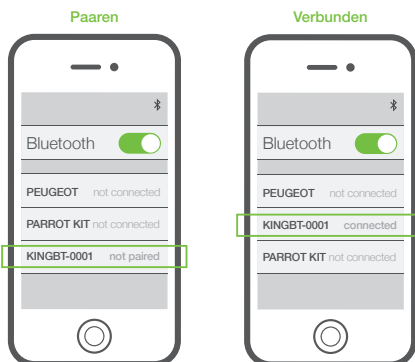 Paaren
Bluetooth
PEUGEOT not connected
PARROT KIT not connected
KINGBT-0001 not paired
Verbunden
Bluetooth
PEUGEOT not connected
KINGBT-0001 connected
PARROT KIT not connected